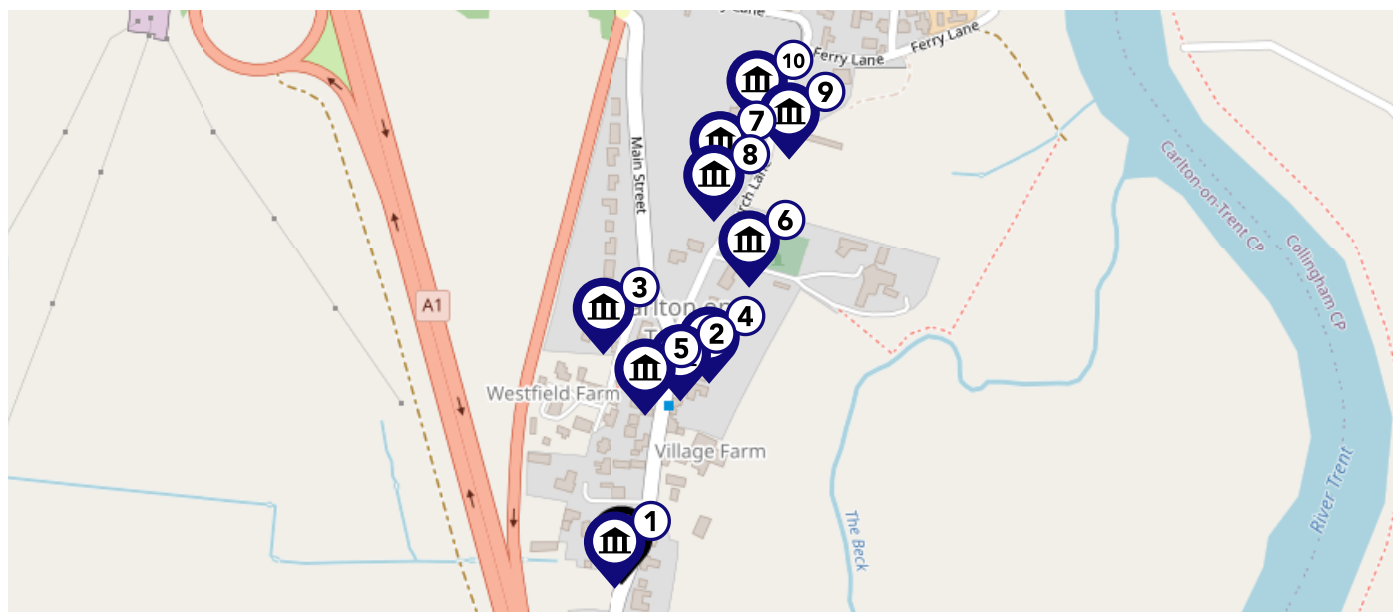 Ferry Lane
Ferry Lane
10
9
7
8
Main Street
6
Carlton-on-Trent CP
Collingham CP
3
A1
4
2
5
Westfield Farm
Village Farm
River Trent
1
The Beck